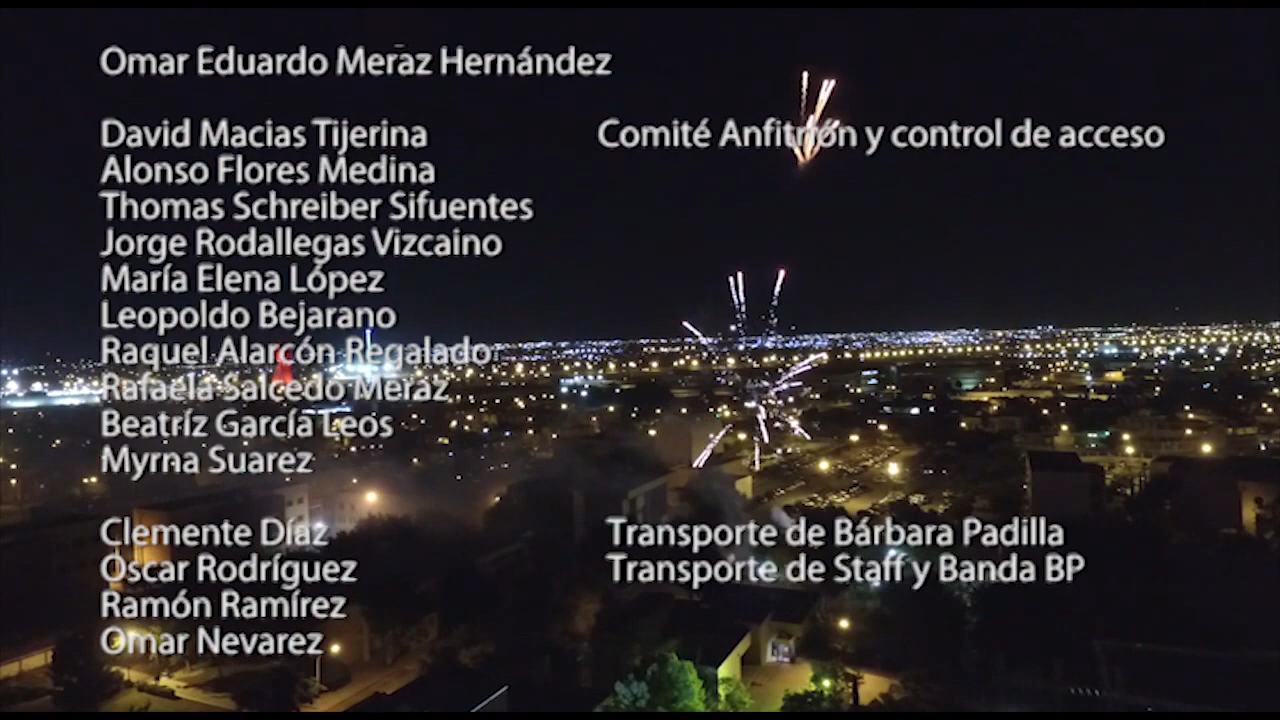 Omar Eduardo Meraz Hernández
David Macias Tijerina Comité Anfitrión y control de acceso
Alonso Flores Medina
Thomas Schreiber Sifuentes
Jorge Rodallegas Vizcaino
María Elena López
Leopoldo Bejarano
Raquel Alarcón Regalado
Rafaela Salcedo Meraz
Beatríz García Leos
Myrna Suarez
Clemente Díaz Transporte de Bárbara Padilla
Oscar Rodríguez Transporte de Staff y Banda BP
Ramón Ramírez
Omar Nevarez